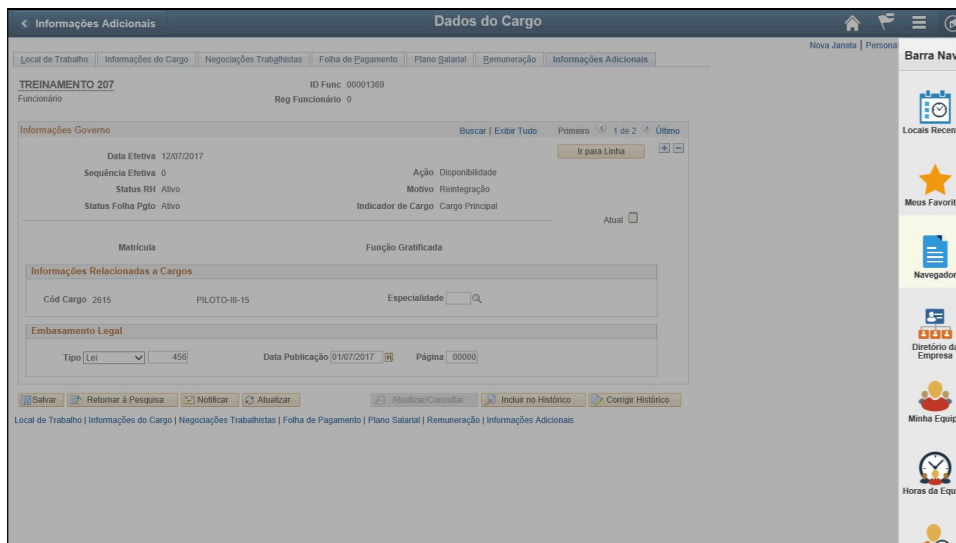 Informações Adicionais
Dados do Cargo
Nova Janela | Persona
Local de Trabalho Informações do Cargo Negociações Trabalhistas Folha de Pagamento Plano Salarial Remuneração Informações Adicionais
TREINAMENTO 207 ID Func 00001369
Funcionário Reg Funcionário 0
Informações Governo Buscar | Exibir Tudo Primeiro 1 de 2 Último
Ir para Linha
Data Efetiva 12/07/2017
Sequência Efetiva 0 Ação Disponibilidade
Status RH Ativo Motivo Reintegração
Status Folha Pgto Ativo Indicador de Cargo Cargo Principal
Atual
Matrícula Função Gratificada
Informações Relacionadas a Cargos
Cód Cargo 2615 PILOTO-III-15 Especialidade
Embasamento Legal
Tipo Lei 456 Data Publicação 01/07/2017 Página 00000
Salvar Retornar à Pesquisa Notificar Atualizar Atualizar/Consultar Incluir no Histórico Corrigir Histórico
Local de Trabalho | Informações do Cargo | Negociações Trabalhistas | Folha de Pagamento | Plano Salarial | Remuneração | Informações Adicionais
Barra Nav
Locais Recen
Meus Favorit
Navegador
Diretório da
Empresa
Minha Equip
Horas da Equ